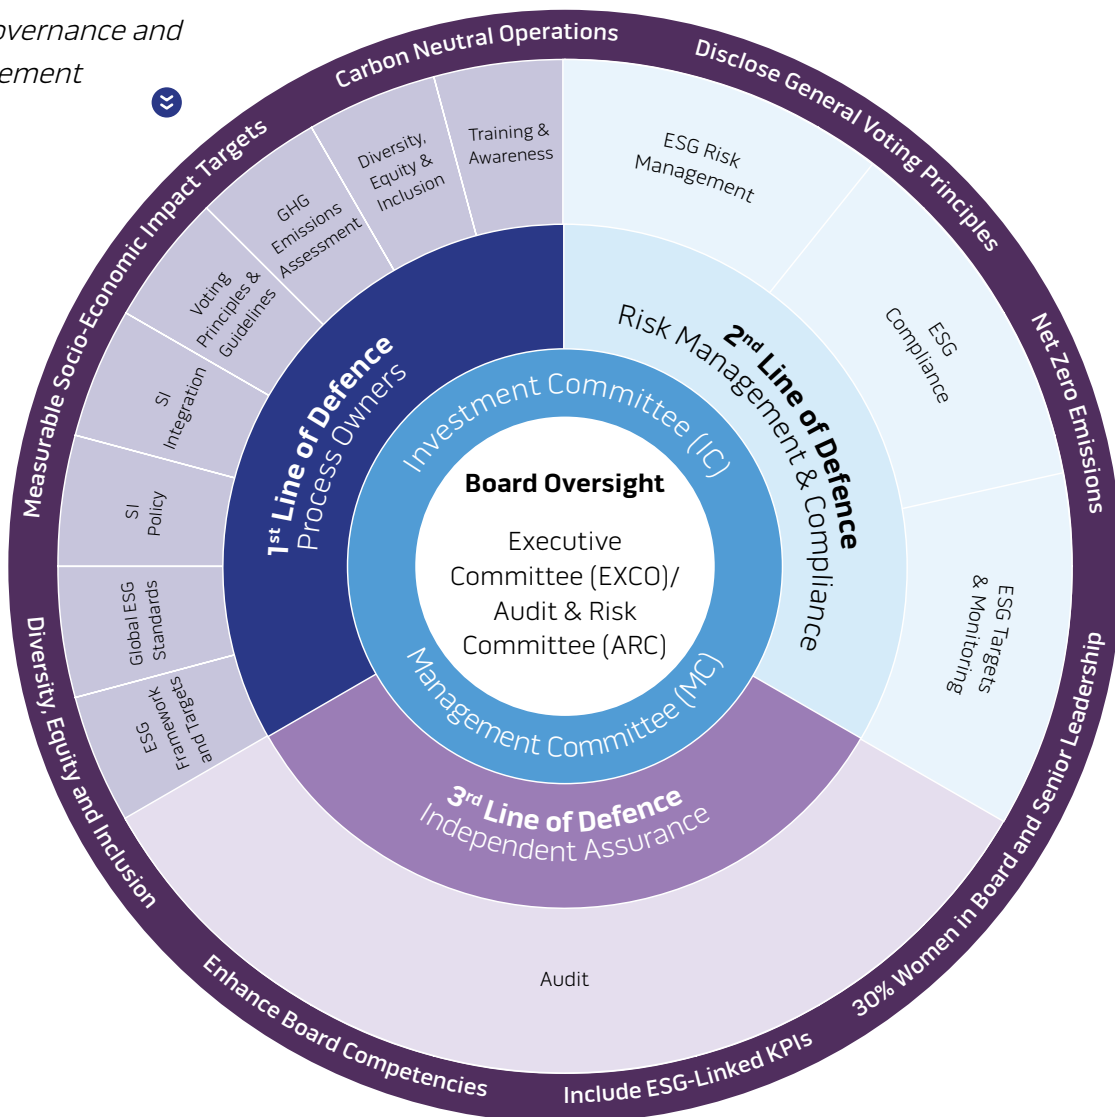 overnance and
ement
Carbon Neutral Operations
Disclose General Voting Principles
Net Zero Emissions
30% Women in Board and Senior Leadership
Include ESG-Linked KPIs
Enhance Board Competencies
Diversity, Equity and Inclusion
Measurable Socio-Economic Impact Targets
Training &
Awareness
Diversity,
Equity &
Inclusion
GHG
Emissions
Assessment
Voting
Principles &
Guidelines
SI
Integration
SI
Policy
Global ESG
Standards
ESG
Framework
and Targets
ESG Risk
Management
ESG
Compliance
ESG Targets
& Monitoring
Audit
1st Line of Defence
Process Owners
2nd Line of Defence
Risk Management & Compliance
3rd Line of Defence
Independent Assurance
Investment Committee (IC)
Management Committee (MC)
Board Oversight
Executive
Committee (EXCO)/
Audit & Risk
Committee (ARC)